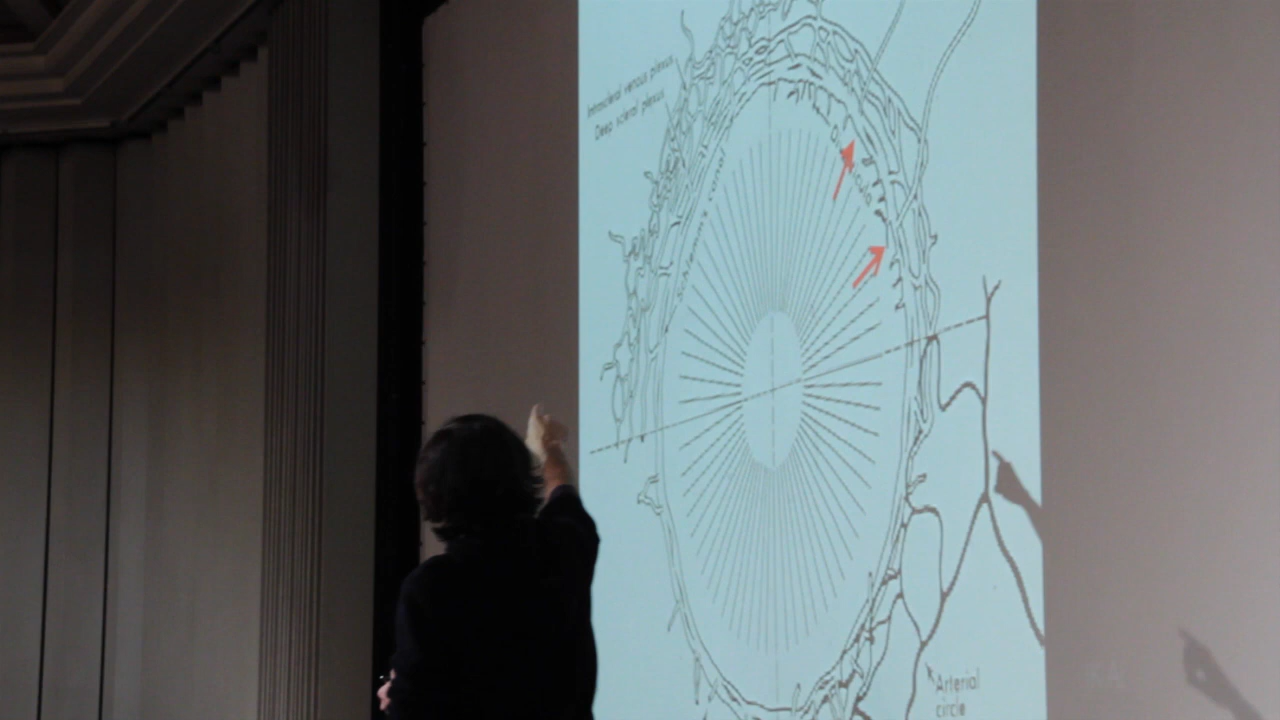 Intrascleral venous plexus
Deep scleral plexus
Arterial
circle